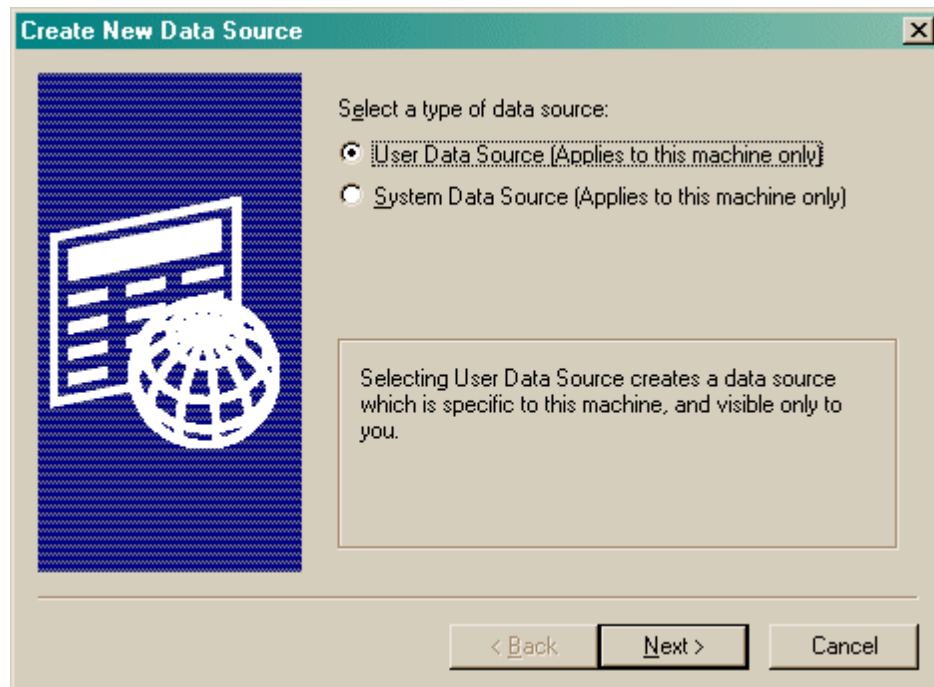 Create New Data Source
Select a type of data source:
User Data Source (Applies to this machine only)
System Data Source (Applies to this machine only)
Selecting User Data Source creates a data source
which is specific to this machine, and visible only to
you.
< Back
Next >
Cancel